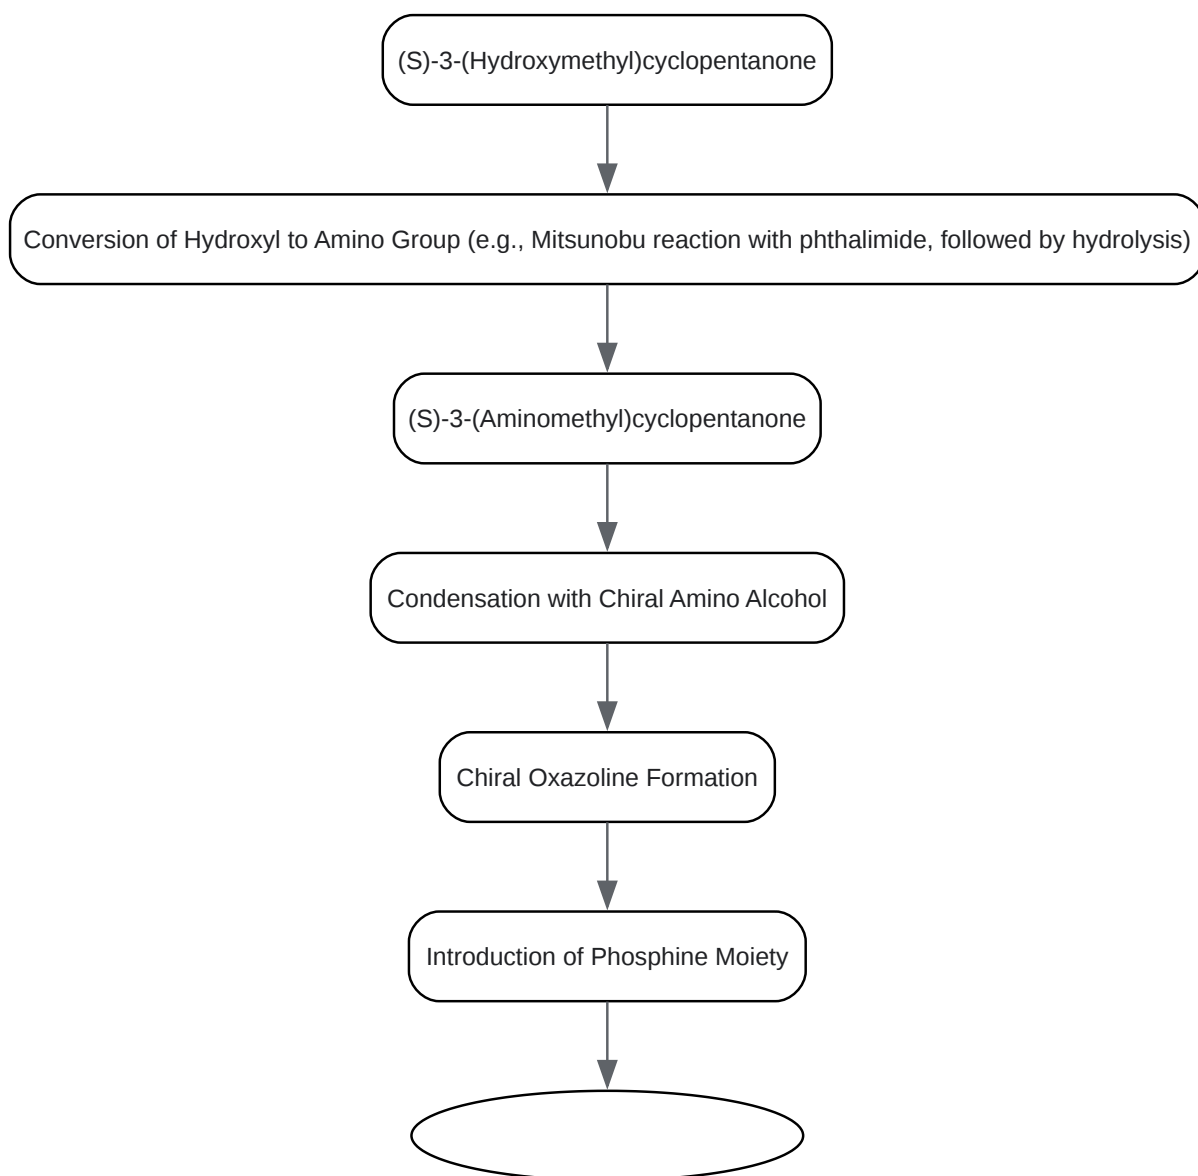 (S)-3-(Hydroxymethyl)cyclopentanone
Conversion of Hydroxyl to Amino Group (e.g., Mitsunobu reaction with phthalimide, followed by hydrolysis)
(S)-3-(Aminomethyl)cyclopentanone
Condensation with Chiral Amino Alcohol
Chiral Oxazoline Formation
Introduction of Phosphine Moiety